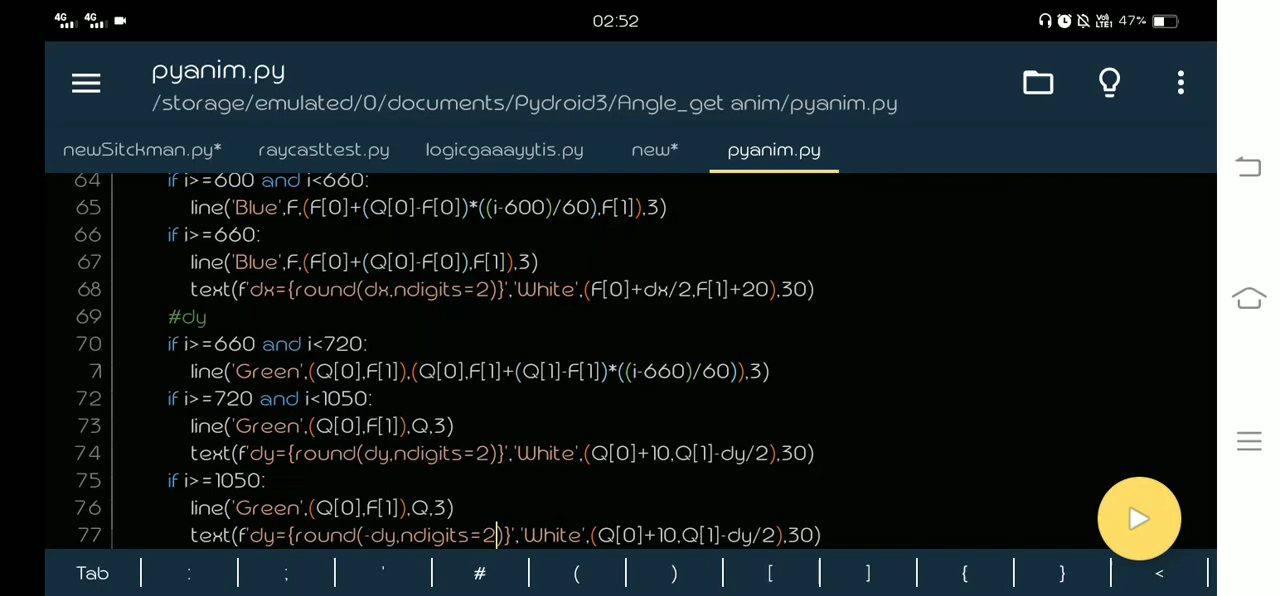 4G 4G 02:52 VoII LTE1 47%
pyanim.py
/storage/emulated/0/documents/Pydroid3/Angle_get anim/pyanim.py
newSitckman.py* raycasttest.py logicgaaayytis.py new* pyanim.py
64 if i>=600 and i<660:
65 line('Blue',F,(F[0]+(Q[0]-F[0])*((i-600)/60),F[1]),3)
66 if i>=660:
67 line('Blue',F,(F[0]+(Q[0]-F[0]),F[1]),3)
68 text(f'dx={round(dx,ndigits=2)}','White',(F[0]+dx/2,F[1]+20),30)
69 #dy
70 if i>=660 and i<720:
71 line('Green',(Q[0],F[1]),(Q[0],F[1]+(Q[1]-F[1])*((i-660)/60)),3)
72 if i>=720 and i<1050:
73 line('Green',(Q[0],F[1]),Q,3)
74 text(f'dy={round(dy,ndigits=2)}','White',(Q[0]+10,Q[1]-dy/2),30)
75 if i>=1050:
76 line('Green',(Q[0],F[1]),Q,3)
77 text(f'dy={round(-dy,ndigits=2)}','White',(Q[0]+10,Q[1]-dy/2),30)
Tab : ; ' # ( ) [ ] { } <